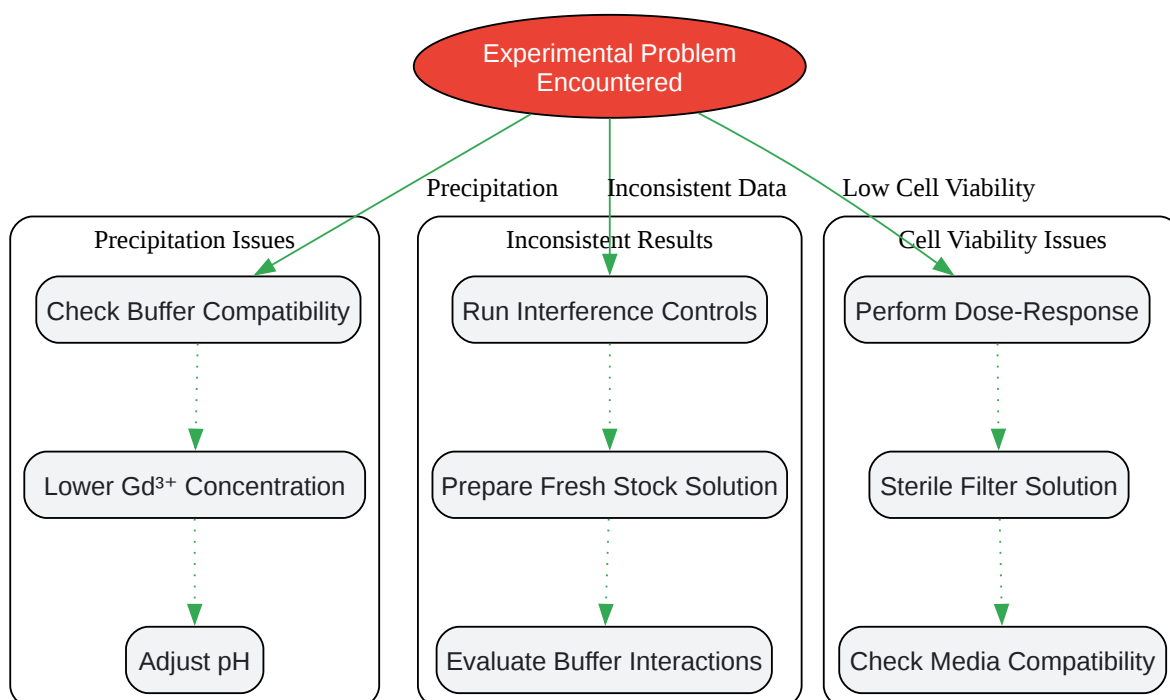 Experimental Problem
Encountered
Precipitation
Inconsistent Data
Low Cell Viability
Precipitation Issues
Inconsistent Results
Cell Viability Issues
Check Buffer Compatibility
Run Interference Controls
Perform Dose-Response
Lower Gd³⁺ Concentration
Prepare Fresh Stock Solution
Sterile Filter Solution
Adjust pH
Evaluate Buffer Interactions
Check Media Compatibility